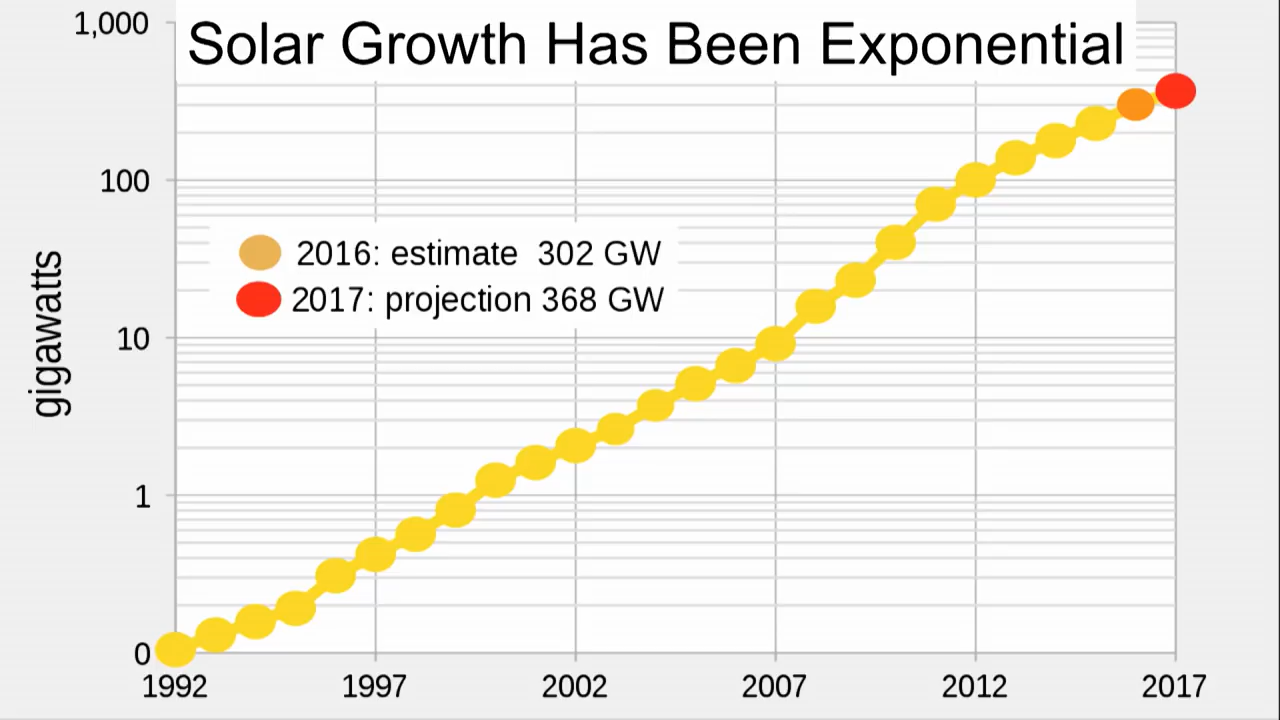 1,000
Solar Growth Has Been Exponential
100
2016: estimate 302 GW
2017: projection 368 GW
gigawatts
10
1
0
1992 1997 2002 2007 2012 2017